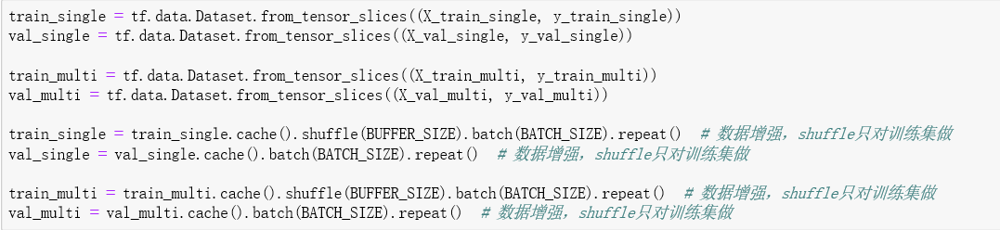 train_single = tf.data.Dataset.from_tensor_slices((X_train_single, y_train_single))
val_single = tf.data.Dataset.from_tensor_slices((X_val_single, y_val_single))
train_multi = tf.data.Dataset.from_tensor_slices((X_train_multi, y_train_multi))
val_multi = tf.data.Dataset.from_tensor_slices((X_val_multi, y_val_multi))
train_single = train_single.cache().shuffle(BUFFER_SIZE).batch(BATCH_SIZE).repeat()  # 数据增强，shuffle只对训练集做
val_single = val_single.cache().batch(BATCH_SIZE).repeat()  # 数据增强，shuffle只对训练集做
train_multi = train_multi.cache().shuffle(BUFFER_SIZE).batch(BATCH_SIZE).repeat()  # 数据增强，shuffle只对训练集做
val_multi = val_multi.cache().batch(BATCH_SIZE).repeat()  # 数据增强，shuffle只对训练集做